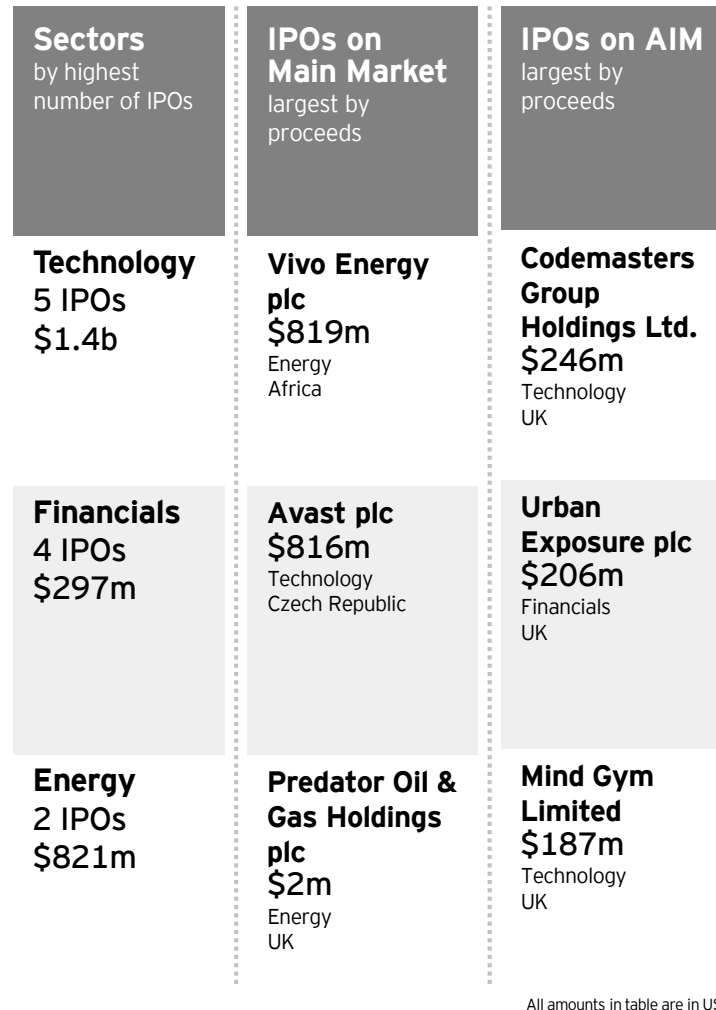 Sectors
by highest
number of IPOs
Technology
5 IPOs
$1.4b
Financials
4 IPOs
$297m
Energy
2 IPOs
$821m
IPOs on
Main Market
largest by
proceeds
Vivo Energy
plc
$819m
Energy
Africa
Avast plc
$816m
Technology
Czech Republic
Predator Oil &
Gas Holdings
plc
$2m
Energy
UK
IPOs on AIM
largest by
proceeds
Codemasters
Group
Holdings Ltd.
$246m
Technology
UK
Urban
Exposure plc
$206m
Financials
UK
Mind Gym
Limited
$187m
Technology
UK
All amounts in table are in US